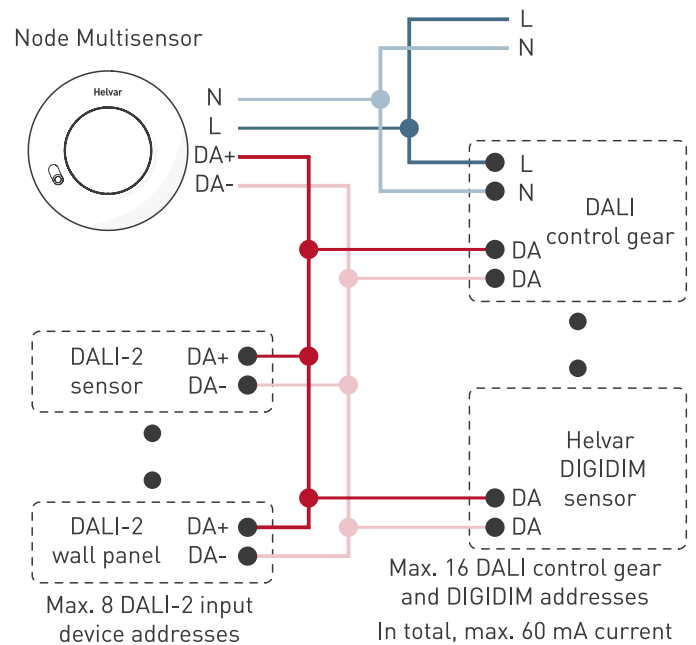 Node Multisensor
Helvar
N
L
DA+
DA-
L
N
L
N
DALI
control gear
DA
DA
DALI-2
sensor
DA+
DA-
Helvar
DIGIDIM
sensor
DA
DA
DALI-2
wall panel
DA+
DA-
Max. 8 DALI-2 input
device addresses
Max. 16 DALI control gear
and DIGIDIM addresses
In total, max. 60 mA current